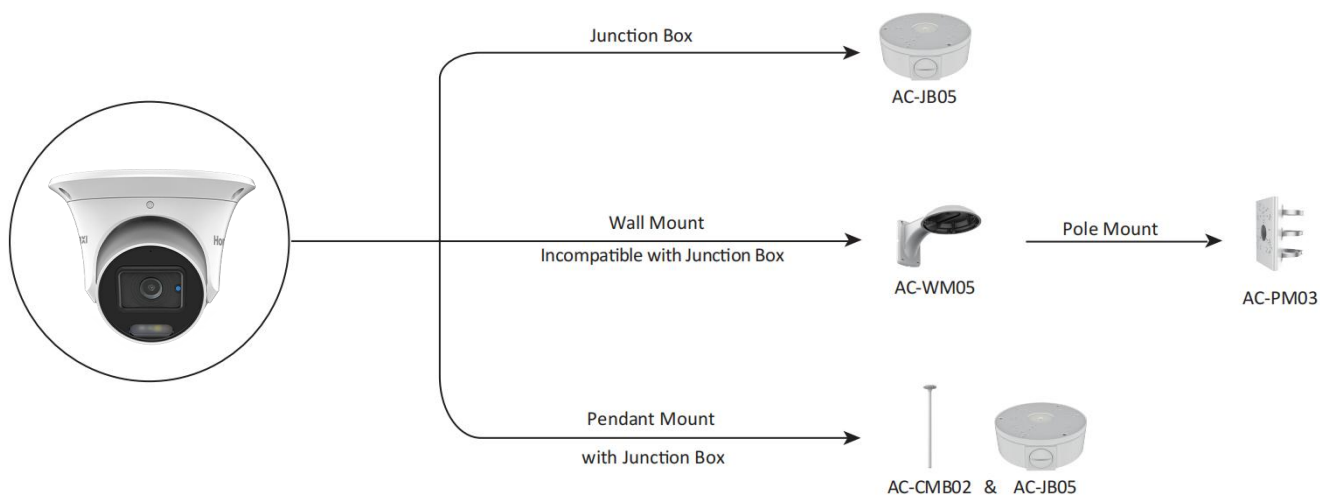 Junction Box
AC-JB05
Wall Mount
Incompatible with Junction Box
AC-WM05
Pole Mount
AC-PM03
Pendant Mount
with Junction Box
AC-CMB02 & AC-JB05